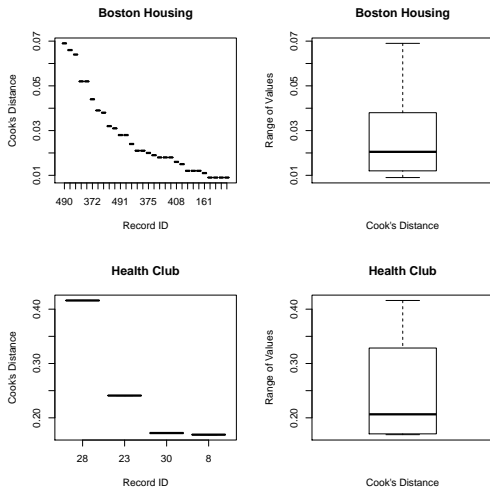 Boston Housing
Cook's Distance
0.01 0.03 0.05 0.07
490 372 491 375 408 161
Record ID
Boston Housing
Range of Values
0.01 0.03 0.05 0.07
Cook's Distance
Health Club
Cook's Distance
0.20 0.30 0.40
28 23 30 8
Record ID
Health Club
Range of Values
0.20 0.30 0.40
Cook's Distance